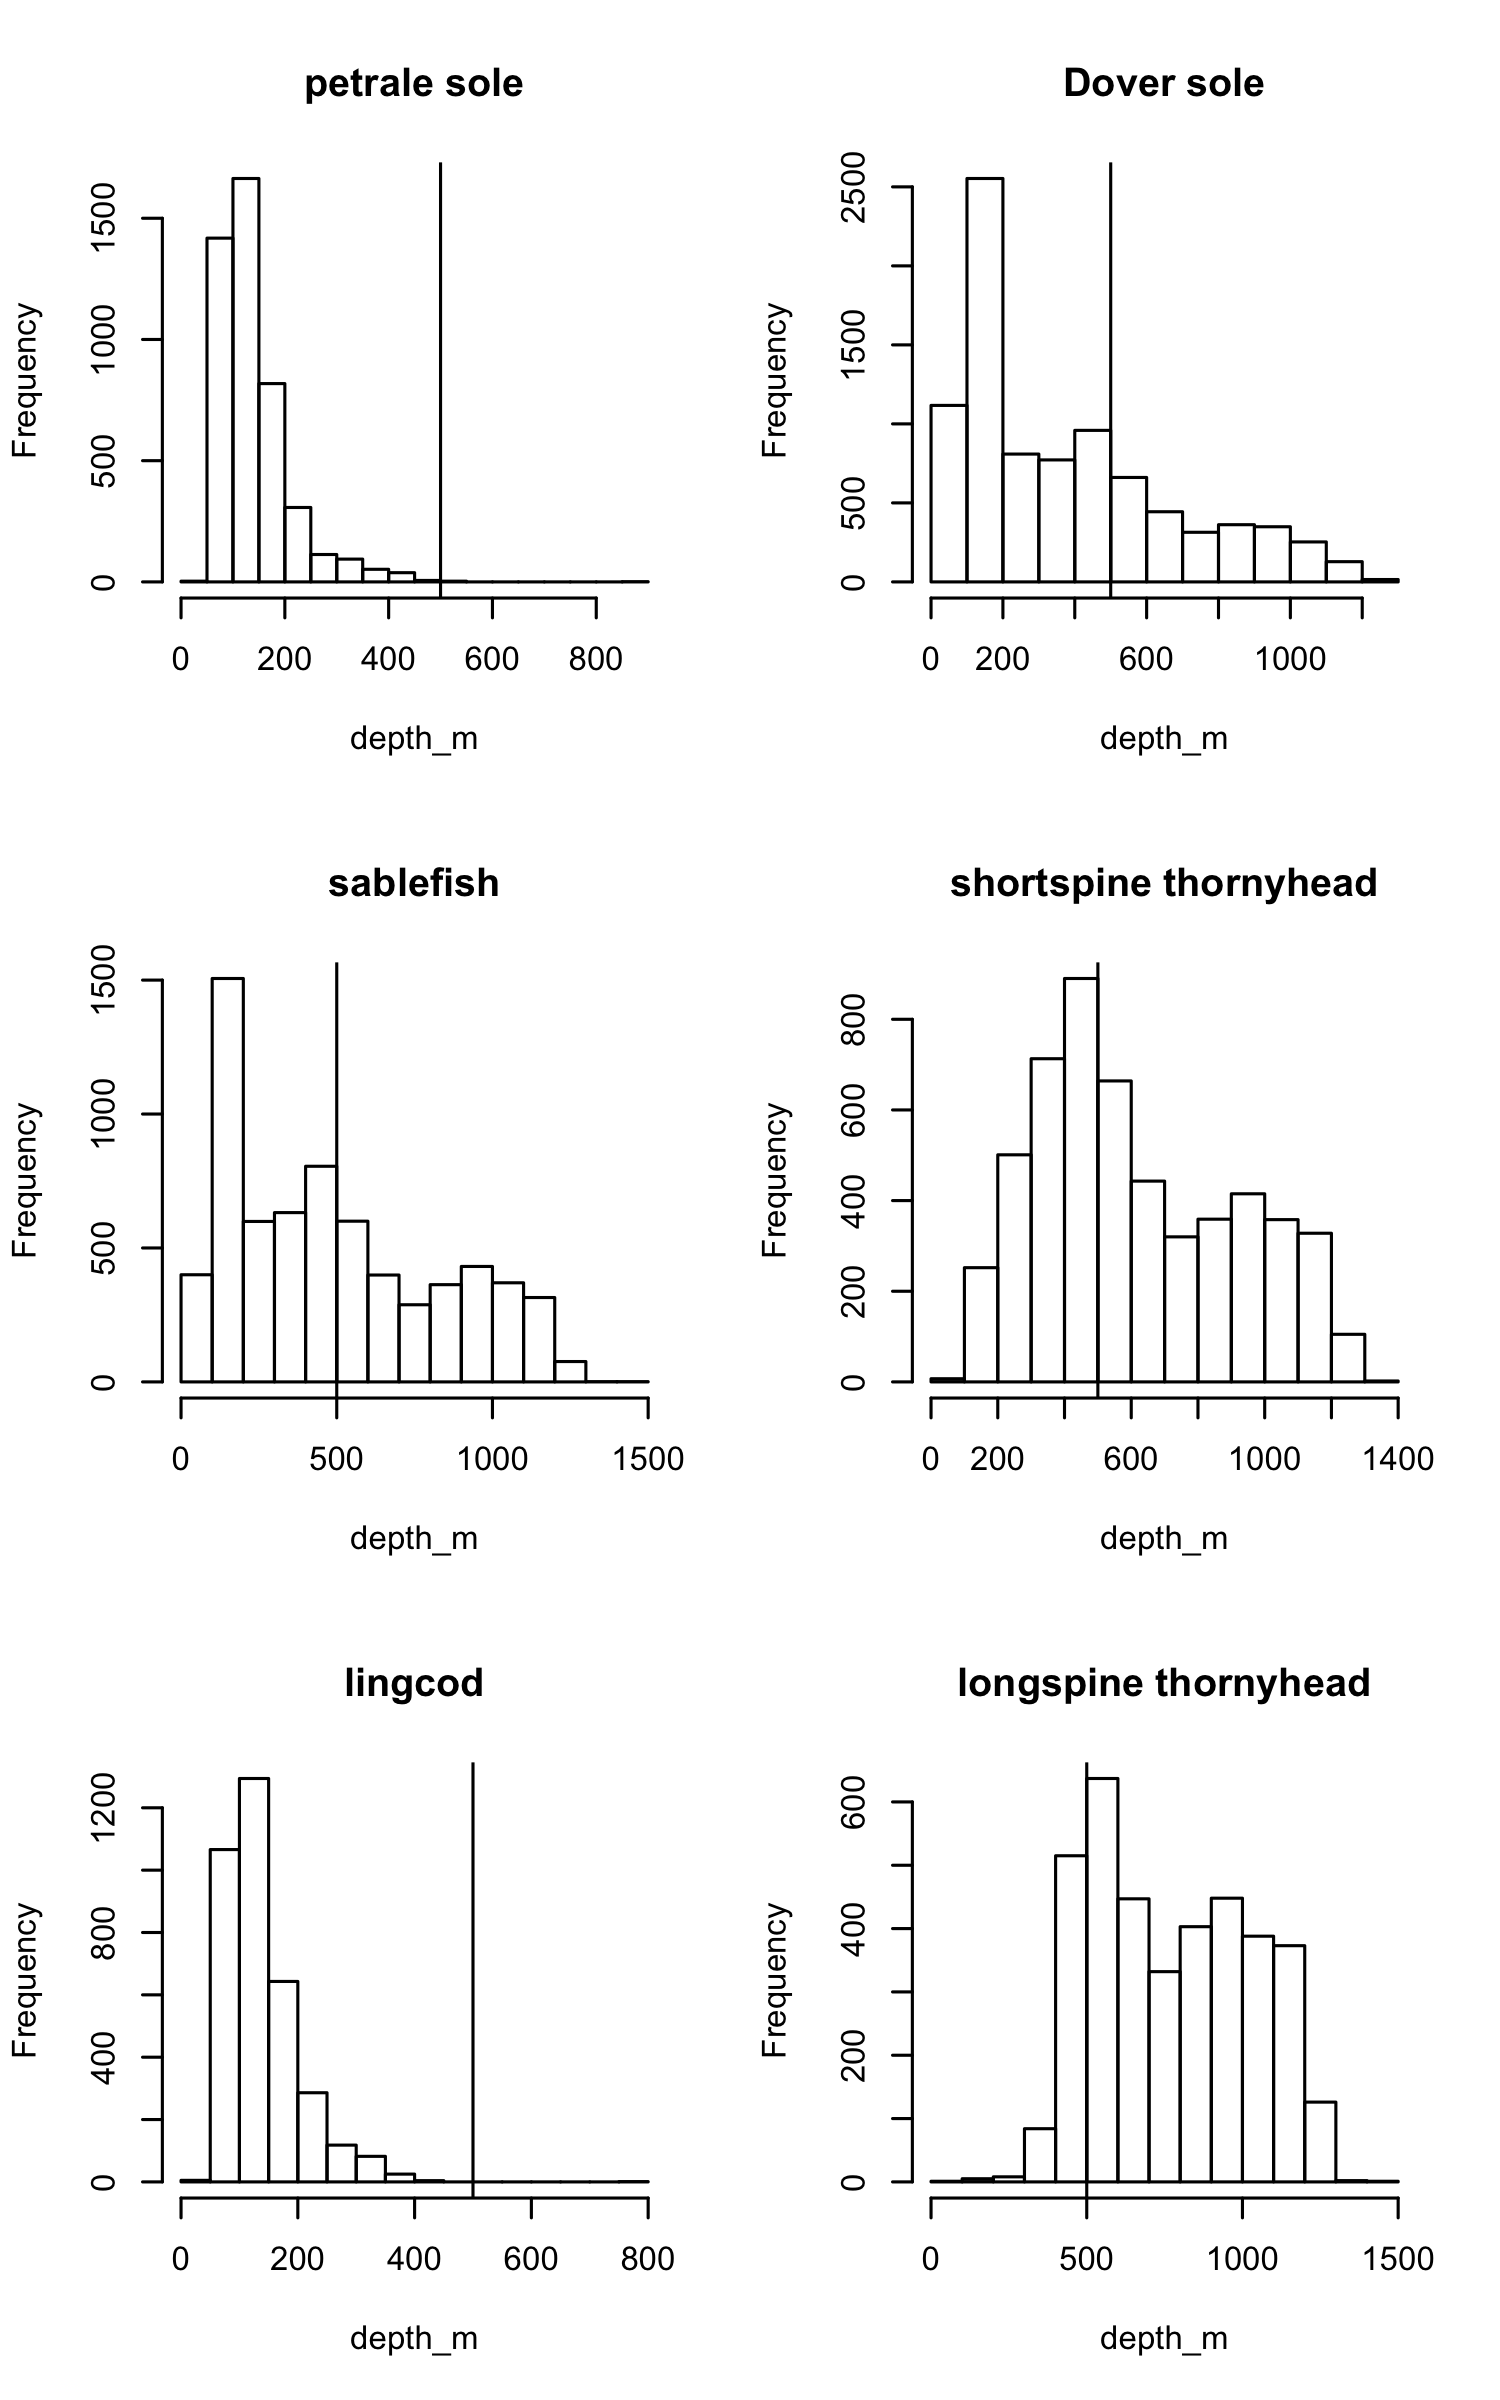 petrale sole
Frequency
0 500 1000 1500
0 200 400 600 800
depth_m
Dover sole
Frequency
0 500 1500 2500
0 200 600 1000
depth_m
sablefish
Frequency
0 500 1000 1500
0 500 1000 1500
depth_m
shortspine thornyhead
Frequency
0 200 400 600 800
0 200 600 1000 1400
depth_m
lingcod
Frequency
0 400 800 1200
0 200 400 600 800
depth_m
longspine thornyhead
Frequency
0 200 400 600
0 500 1000 1500
depth_m